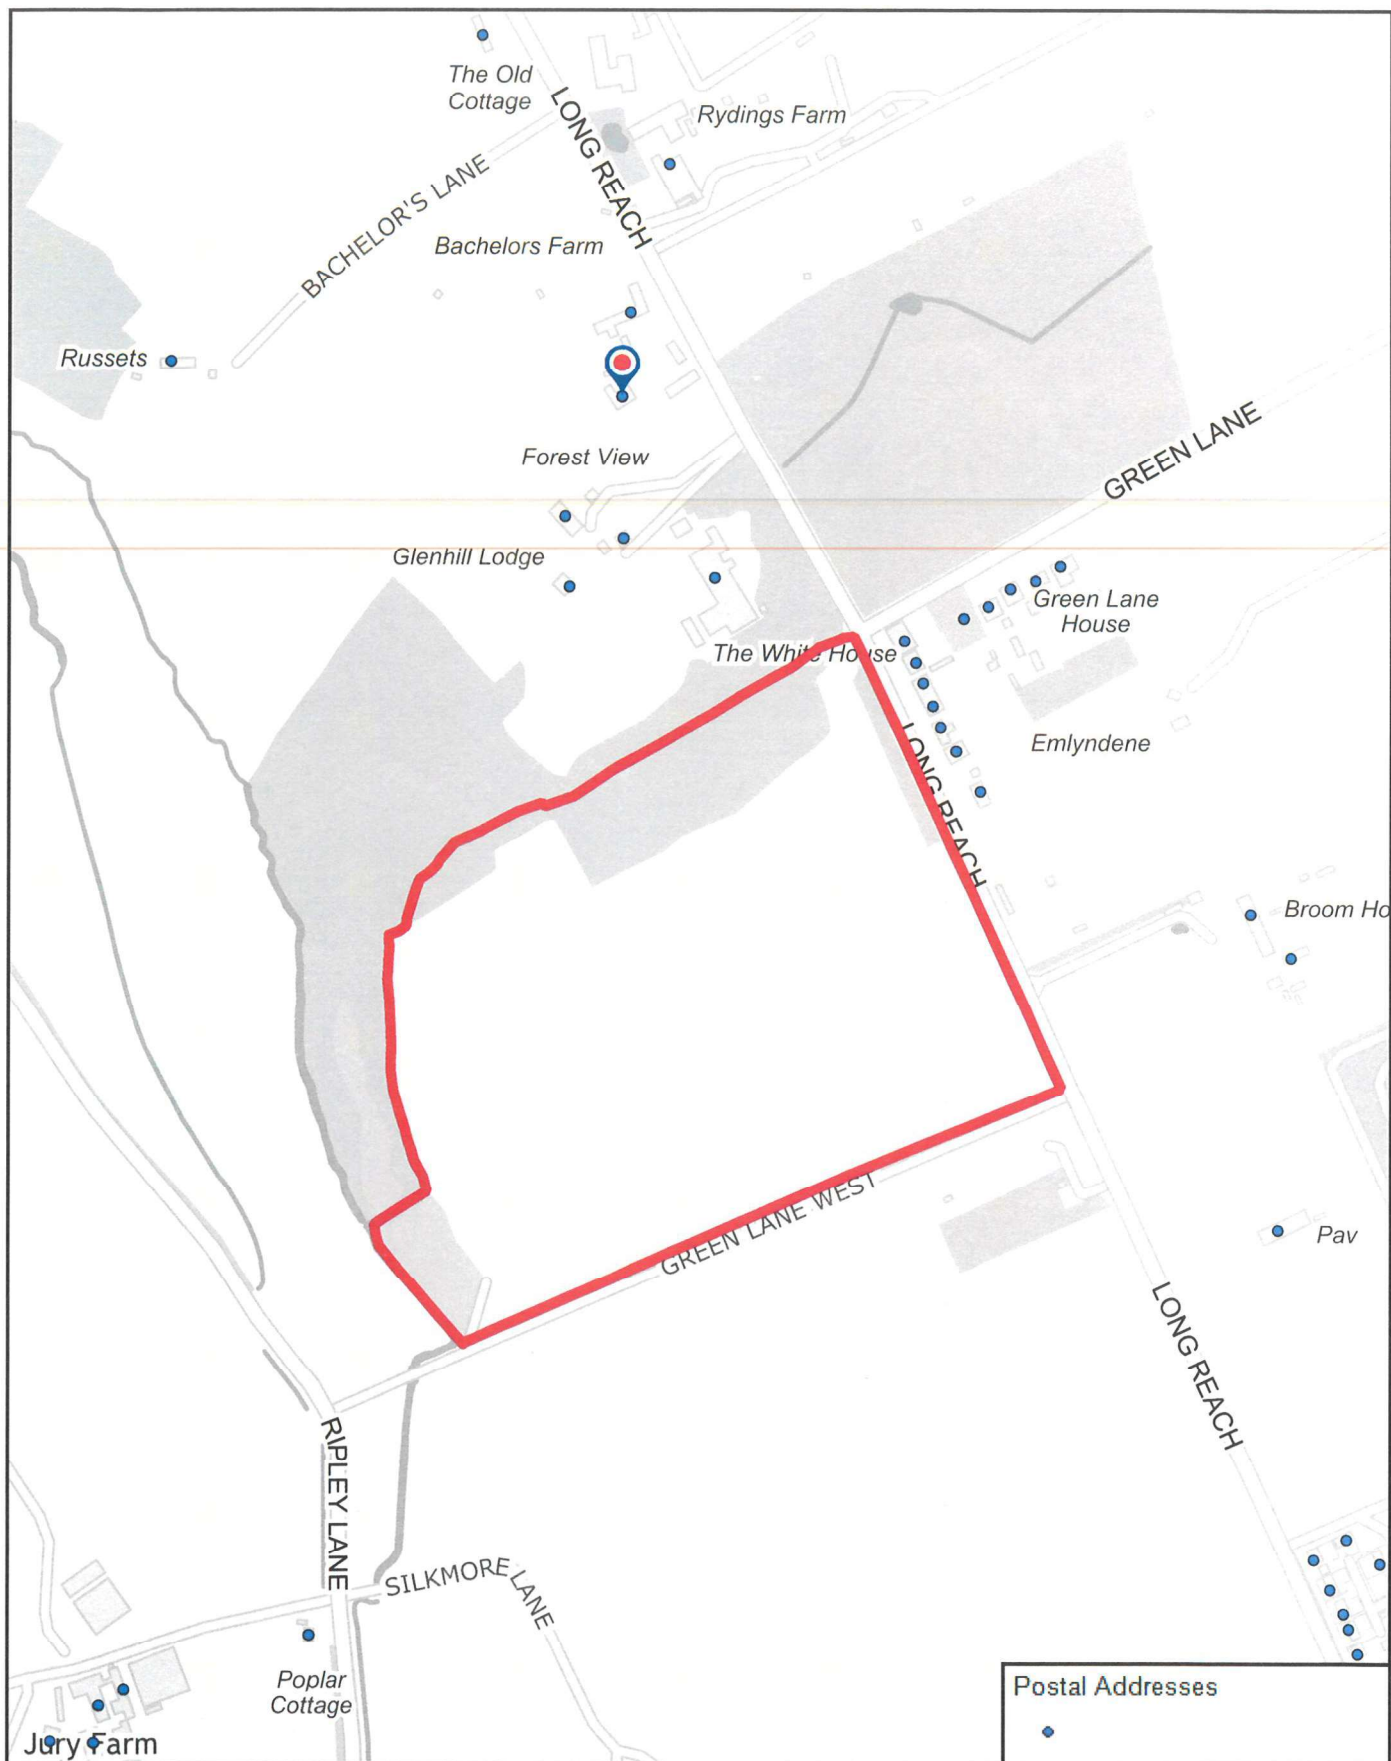 The Old
Cottage
LONG REACH
Rydings Farm
BACHELOR'S LANE
Bachelors Farm
Russets
Forest View
GREEN LANE
Glenhill Lodge
Green Lane
House
The White House
LONG REACH
Emlyndene
Broom Ho
GREEN LANE WEST
Pav
LONG REACH
RIPLEY LANE
SILKMORE LANE
Poplar
Cottage
Postal Addresses
Jury Farm